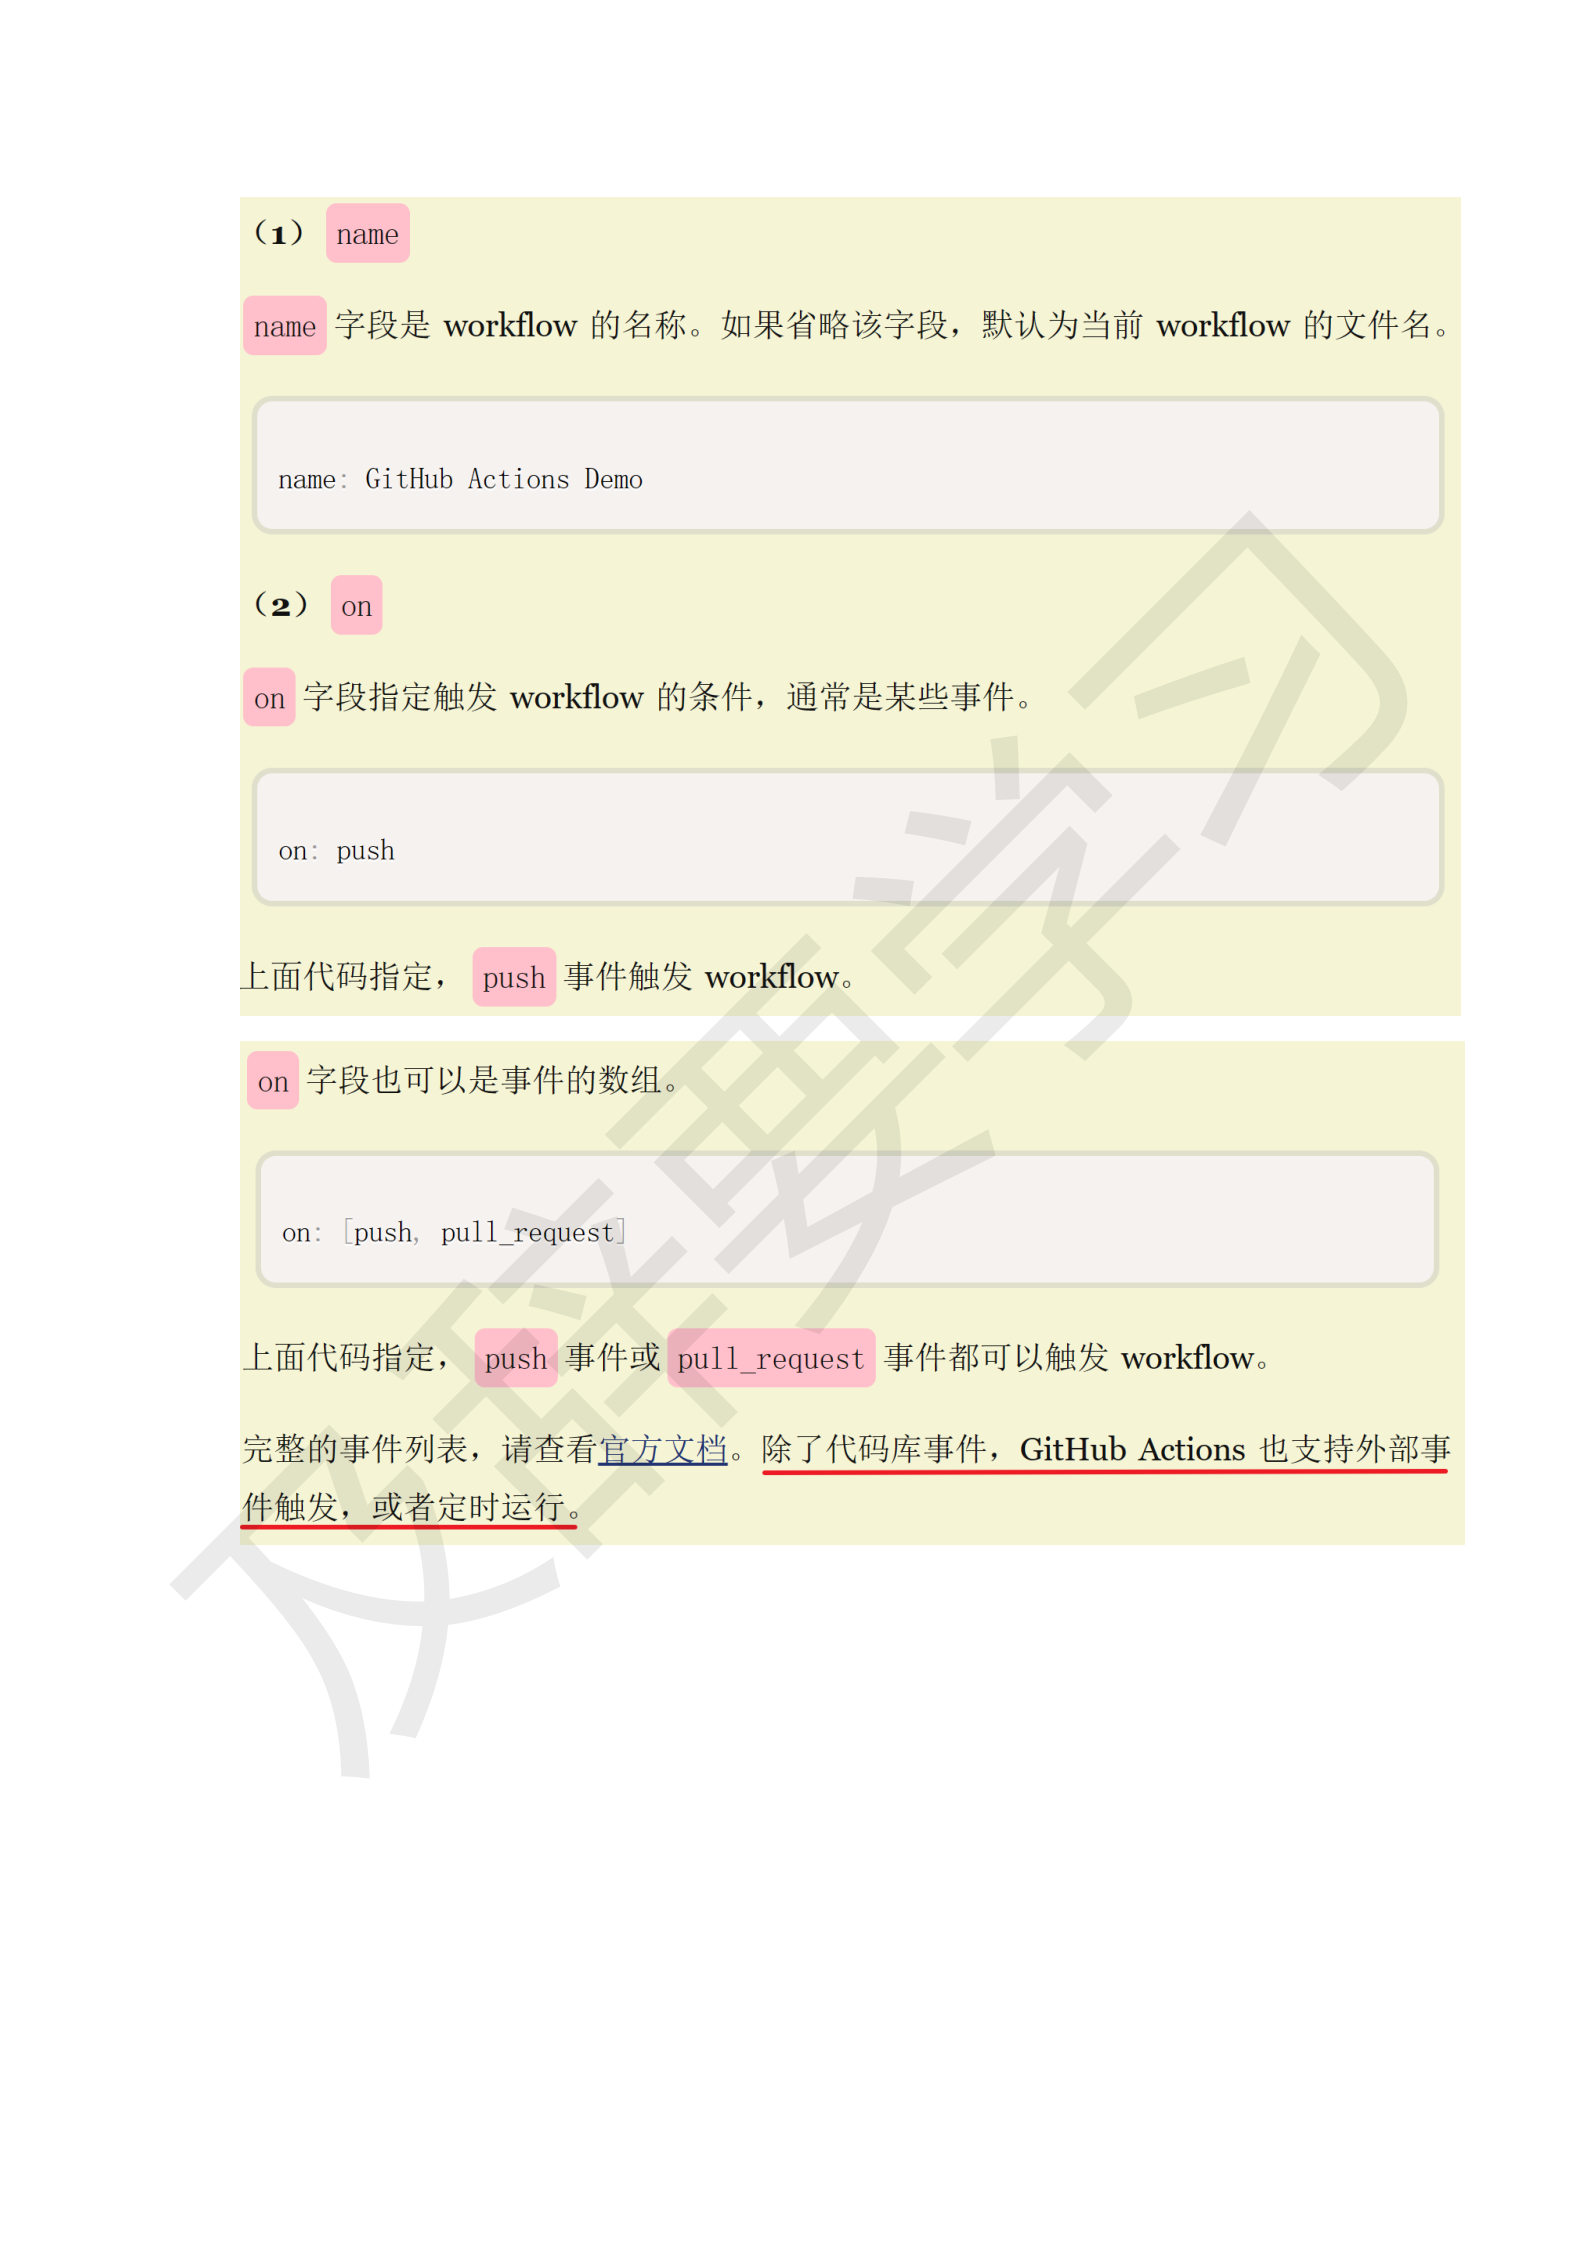 （1） name
name 字段是 workflow 的名称。如果省略该字段，默认为当前 workflow 的文件名。
name: GitHub Actions Demo
（2） on
on 字段指定触发 workflow 的条件，通常是某些事件。
on: push
上面代码指定， push 事件触发 workflow。
on 字段也可以是事件的数组。
on: [push, pull_request]
上面代码指定， push 事件或 pull_request 事件都可以触发 workflow。
完整的事件列表，请查看官方文档。除了代码库事件，GitHub Actions 也支持外部事
件触发，或者定时运行。
及辞要学习